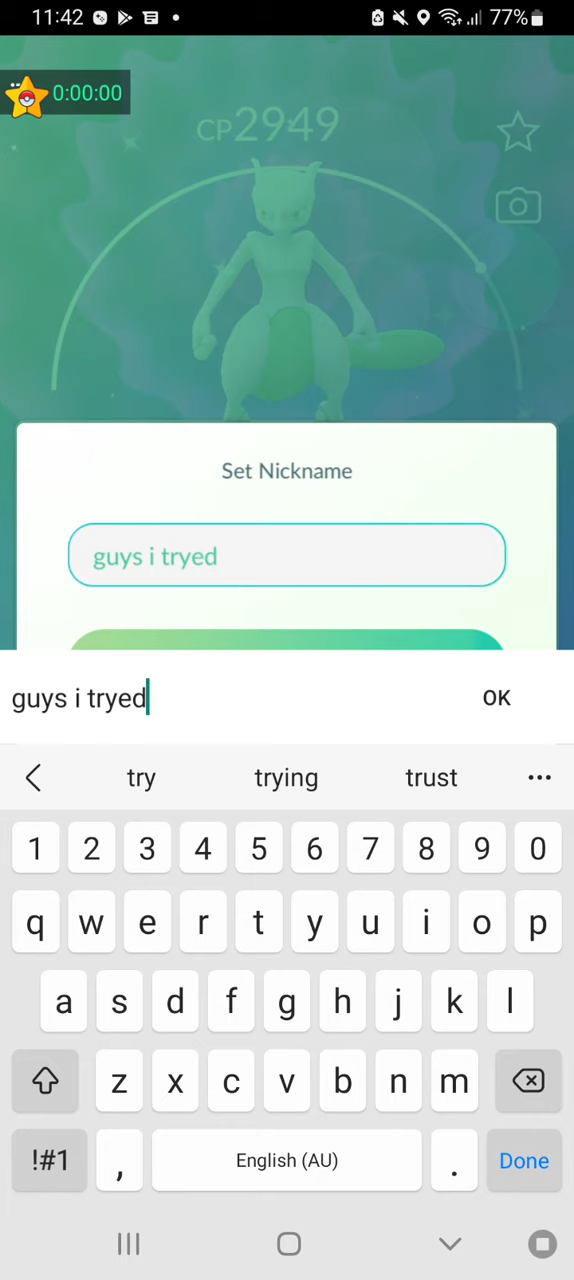 11:42 77%
0:00:00
CP2949
Set Nickname
guys i tryed
guys i tryed OK
try trying trust ...
1 2 3 4 5 6 7 8 9 0
q w e r t y u i o p
a s d f g h j k l
z x c v b n m
!#1 , English (AU) . Done